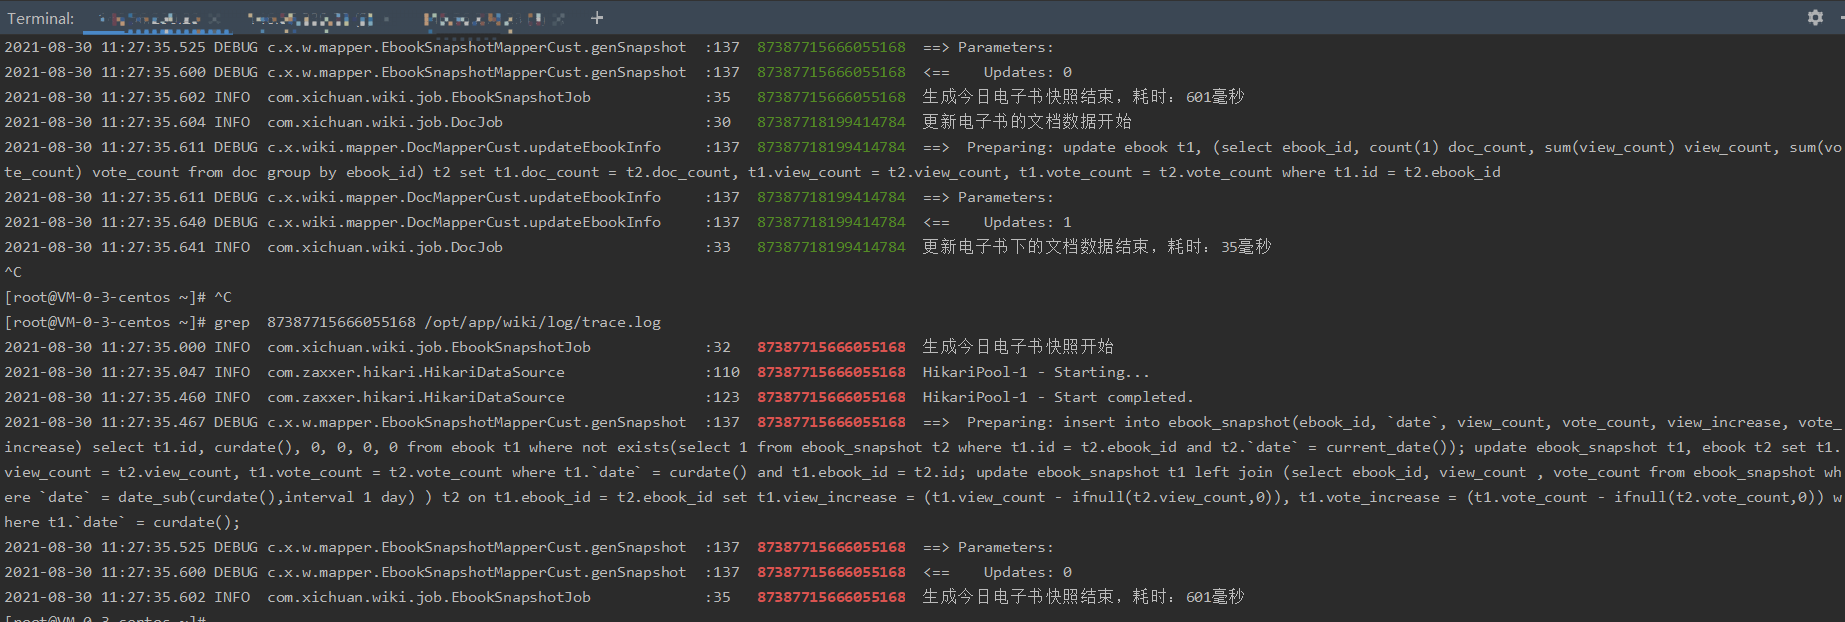 Terminal:
2021-08-30 11:27:35.525 DEBUG c.x.w.mapper.EbookSnapshotMapperCust.genSnapshot :137 87387715666055168 ==> Parameters:
2021-08-30 11:27:35.600 DEBUG c.x.w.mapper.EbookSnapshotMapperCust.genSnapshot :137 87387715666055168 <== Updates: 0
2021-08-30 11:27:35.602 INFO com.xichuan.wiki.job.EbookSnapshotJob :35 87387715666055168 生成今日电子书快照结束，耗时：601毫秒
2021-08-30 11:27:35.604 INFO com.xichuan.wiki.job.DocJob :30 87387718199414784 更新电子书的文档数据开始
2021-08-30 11:27:35.611 DEBUG c.x.wiki.mapper.DocMapperCust.updateEbookInfo :137 87387718199414784 ==> Preparing: update ebook t1, (select ebook_id, count(1) doc_count, sum(view_count) view_count, sum(vo
te_count) vote_count from doc group by ebook_id) t2 set t1.doc_count = t2.doc_count, t1.view_count = t2.view_count, t1.vote_count = t2.vote_count where t1.id = t2.ebook_id
2021-08-30 11:27:35.611 DEBUG c.x.wiki.mapper.DocMapperCust.updateEbookInfo :137 87387718199414784 ==> Parameters:
2021-08-30 11:27:35.640 DEBUG c.x.wiki.mapper.DocMapperCust.updateEbookInfo :137 87387718199414784 <== Updates: 1
2021-08-30 11:27:35.641 INFO com.xichuan.wiki.job.DocJob :33 87387718199414784 更新电子书下的文档数据结束，耗时：35毫秒
^C
[root@VM-0-3-centos ~]# ^C
[root@VM-0-3-centos ~]# grep 87387715666055168 /opt/app/wiki/log/trace.log
2021-08-30 11:27:35.000 INFO com.xichuan.wiki.job.EbookSnapshotJob :32 87387715666055168 生成今日电子书快照开始
2021-08-30 11:27:35.047 INFO com.zaxxer.hikari.HikariDataSource :110 87387715666055168 HikariPool-1 - Starting...
2021-08-30 11:27:35.460 INFO com.zaxxer.hikari.HikariDataSource :123 87387715666055168 HikariPool-1 - Start completed.
2021-08-30 11:27:35.467 DEBUG c.x.w.mapper.EbookSnapshotMapperCust.genSnapshot :137 87387715666055168 ==> Preparing: insert into ebook_snapshot(ebook_id, `date`, view_count, vote_count, view_increase, vote_
increase) select t1.id, curdate(), 0, 0, 0, 0 from ebook t1 where not exists(select 1 from ebook_snapshot t2 where t1.id = t2.ebook_id and t2.`date` = current_date()); update ebook_snapshot t1, ebook t2 set t1.
view_count = t2.view_count, t1.vote_count = t2.vote_count where t1.`date` = curdate() and t1.ebook_id = t2.id; update ebook_snapshot t1 left join (select ebook_id, view_count , vote_count from ebook_snapshot wh
ere `date` = date_sub(curdate(),interval 1 day) ) t2 on t1.ebook_id = t2.ebook_id set t1.view_increase = (t1.view_count - ifnull(t2.view_count,0)), t1.vote_increase = (t1.vote_count - ifnull(t2.vote_count,0)) w
here t1.`date` = curdate();
2021-08-30 11:27:35.525 DEBUG c.x.w.mapper.EbookSnapshotMapperCust.genSnapshot :137 87387715666055168 ==> Parameters:
2021-08-30 11:27:35.600 DEBUG c.x.w.mapper.EbookSnapshotMapperCust.genSnapshot :137 87387715666055168 <== Updates: 0
2021-08-30 11:27:35.602 INFO com.xichuan.wiki.job.EbookSnapshotJob :35 87387715666055168 生成今日电子书快照结束，耗时：601毫秒
[root@VM-0-3-centos ~]#